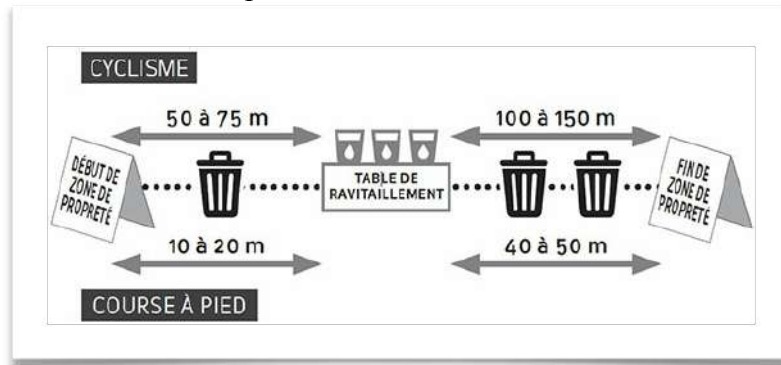 CYCLISME
50 à 75 m
100 à 150 m
DÉBUT DE
ZONE DE
PROPRETÉ
TABLE DE
RAVITAILLEMENT
FIN DE
ZONE DE
PROPRETÉ
10 à 20 m
40 à 50 m
COURSE À PIED